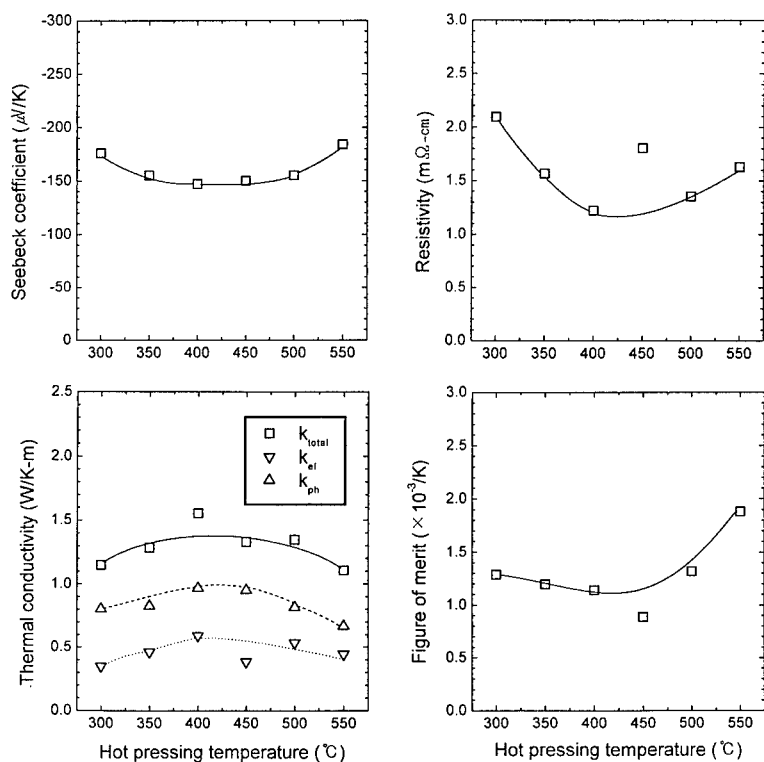 -300
-250
-200
-150
-100
-50
0
300 350 400 450 500 550
Seebeck coefficient (μV/K)
3.0
2.5
2.0
1.5
1.0
0.5
0.0
300 350 400 450 500 550
Resistivity (mΩ-cm)
2.5
2.0
1.5
1.0
0.5
0.0
300 350 400 450 500 550
Thermal conductivity (W/K-m)
Hot pressing temperature (℃)
k_total
k_el
k_ph
3.0
2.5
2.0
1.5
1.0
0.5
0.0
300 350 400 450 500 550
Figure of merit (×10⁻³/K)
Hot pressing temperature (℃)